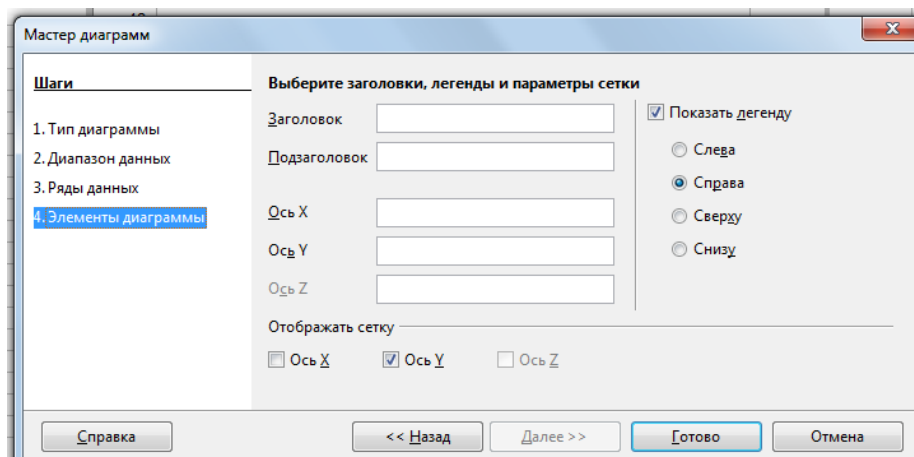 Мастер диаграмм
Шаги
1. Тип диаграммы
2. Диапазон данных
3. Ряды данных
4. Элементы диаграммы
Выберите заголовки, легенды и параметры сетки
Заголовок
Подзаголовок
Ось X
Ось Y
Ось Z
Показать легенду
Слева
Справа
Сверху
Снизу
Отображать сетку
Ось X
Ось Y
Ось Z
Справка
<< Назад
Далее >>
Готово
Отмена